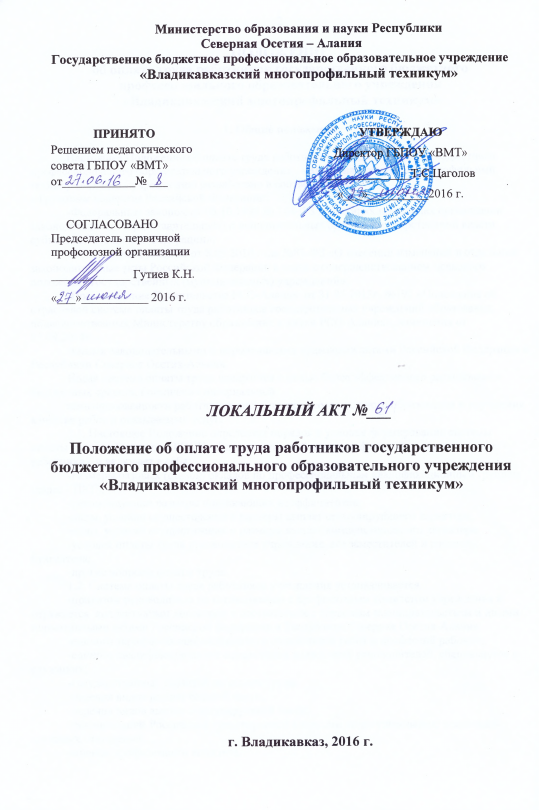 Министерство образования и науки Республики
Северная Осетия – Алания
Государственное бюджетное профессиональное образовательное учреждение
«Владикавказский многопрофильный техникум»
ПРИНЯТО
Решением педагогического
совета ГБПОУ «ВМТ»
от 27.06.16 № 8
УТВЕРЖДАЮ
Директор ГБПОУ «ВМТ»
Т.С.Цаголов
2016 г.
СОГЛАСОВАНО
Председатель первичной
профсоюзной организации
Гутиев К.Н.
«27» июня 2016 г.
ЛОКАЛЬНЫЙ АКТ № 61
Положение об оплате труда работников государственного
бюджетного профессионального образовательного учреждения
«Владикавказский многопрофильный техникум»
г. Владикавказ, 2016 г.